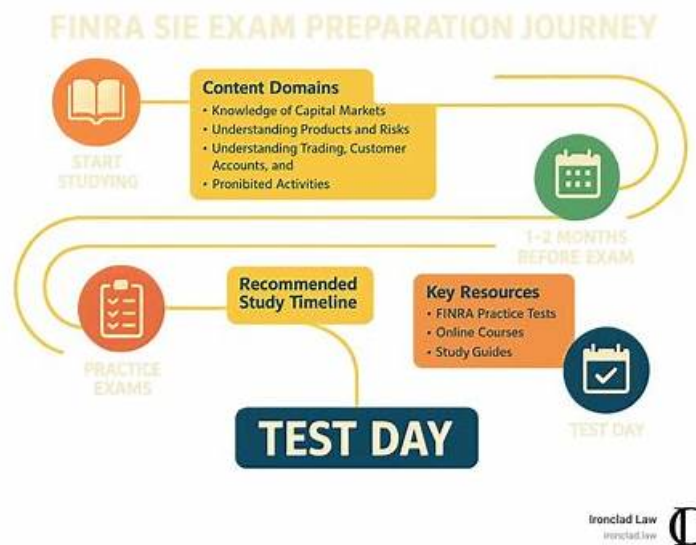 FINRA SIE EXAM PREPARATION JOURNEY
START
STUDYING
Content Domains
• Knowledge of Capital Markets
• Understanding Products and Risks
• Understanding Trading, Customer
Accounts, and
• Pronibited Activities
1-2 MONTHS
BEFORE EXAM
PRACTICE
EXAMS
Recommended
Study Timeline
Key Resources
• FINRA Practice Tests
• Online Courses
• Study Guides
TEST DAY
TEST DAY
Ironclad Law
ironclad.law